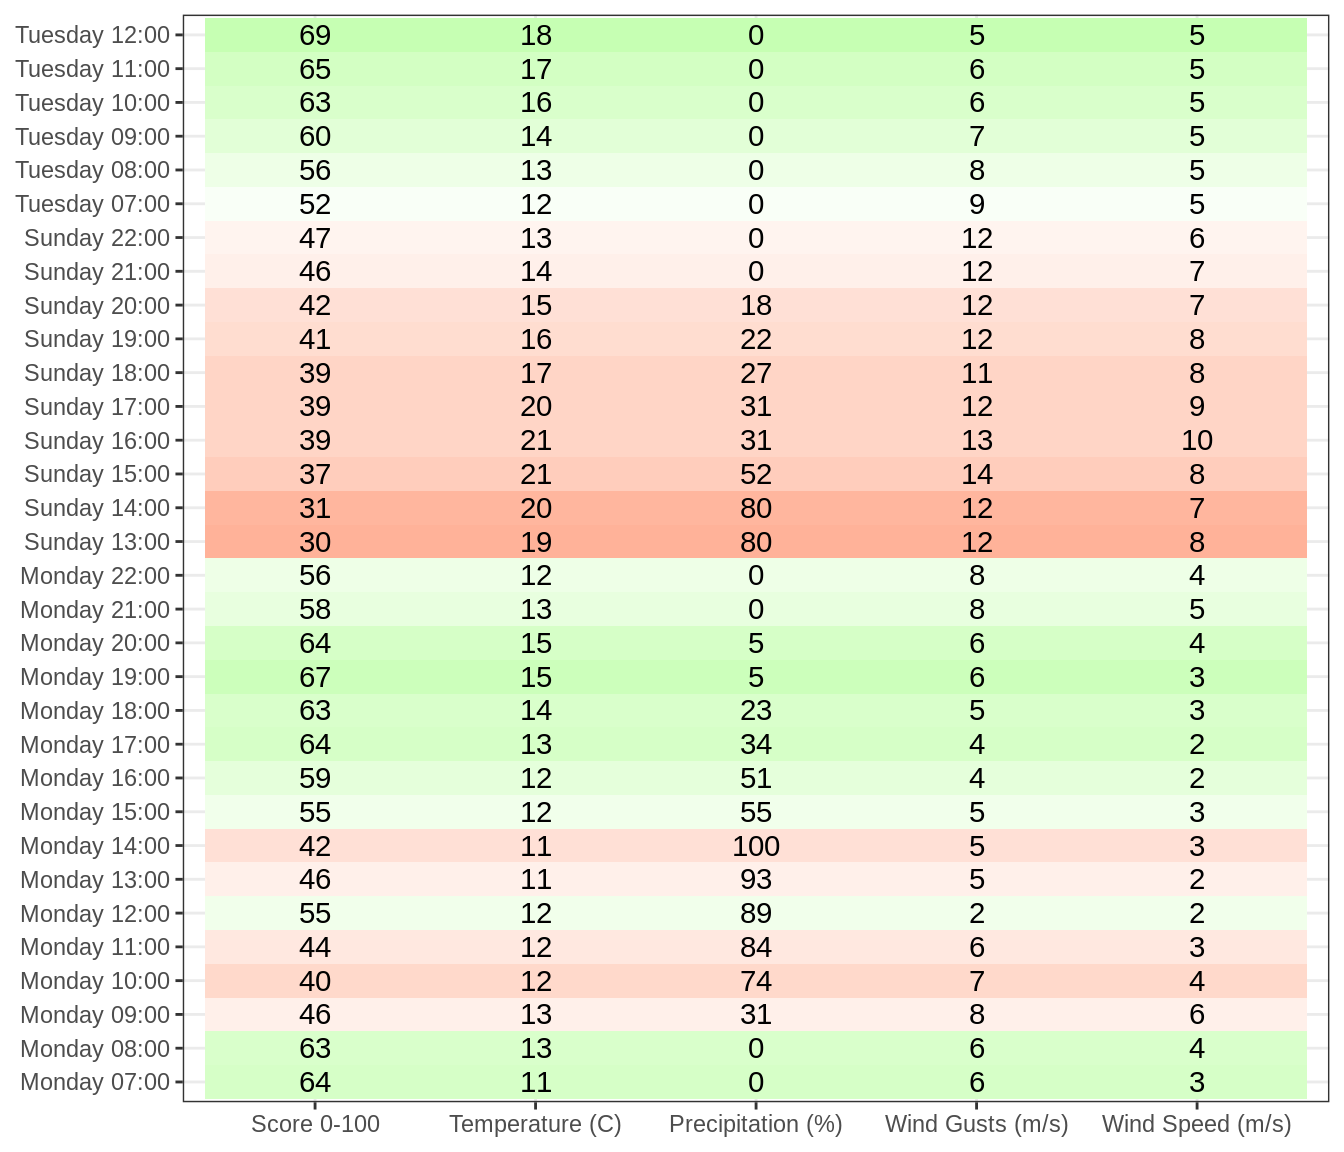 Tuesday 12:00 69 18 0 5 5
Tuesday 11:00 65 17 0 6 5
Tuesday 10:00 63 16 0 6 5
Tuesday 09:00 60 14 0 7 5
Tuesday 08:00 56 13 0 8 5
Tuesday 07:00 52 12 0 9 5
Sunday 22:00 47 13 0 12 6
Sunday 21:00 46 14 0 12 7
Sunday 20:00 42 15 18 12 7
Sunday 19:00 41 16 22 12 8
Sunday 18:00 39 17 27 11 8
Sunday 17:00 39 20 31 12 9
Sunday 16:00 39 21 31 13 10
Sunday 15:00 37 21 52 14 8
Sunday 14:00 31 20 80 12 7
Sunday 13:00 30 19 80 12 8
Monday 22:00 56 12 0 8 4
Monday 21:00 58 13 0 8 5
Monday 20:00 64 15 5 6 4
Monday 19:00 67 15 5 6 3
Monday 18:00 63 14 23 5 3
Monday 17:00 64 13 34 4 2
Monday 16:00 59 12 51 4 2
Monday 15:00 55 12 55 5 3
Monday 14:00 42 11 100 5 3
Monday 13:00 46 11 93 5 2
Monday 12:00 55 12 89 2 2
Monday 11:00 44 12 84 6 3
Monday 10:00 40 12 74 7 4
Monday 09:00 46 13 31 8 6
Monday 08:00 63 13 0 6 4
Monday 07:00 64 11 0 6 3
Score 0-100 Temperature (C) Precipitation (%) Wind Gusts (m/s) Wind Speed (m/s)